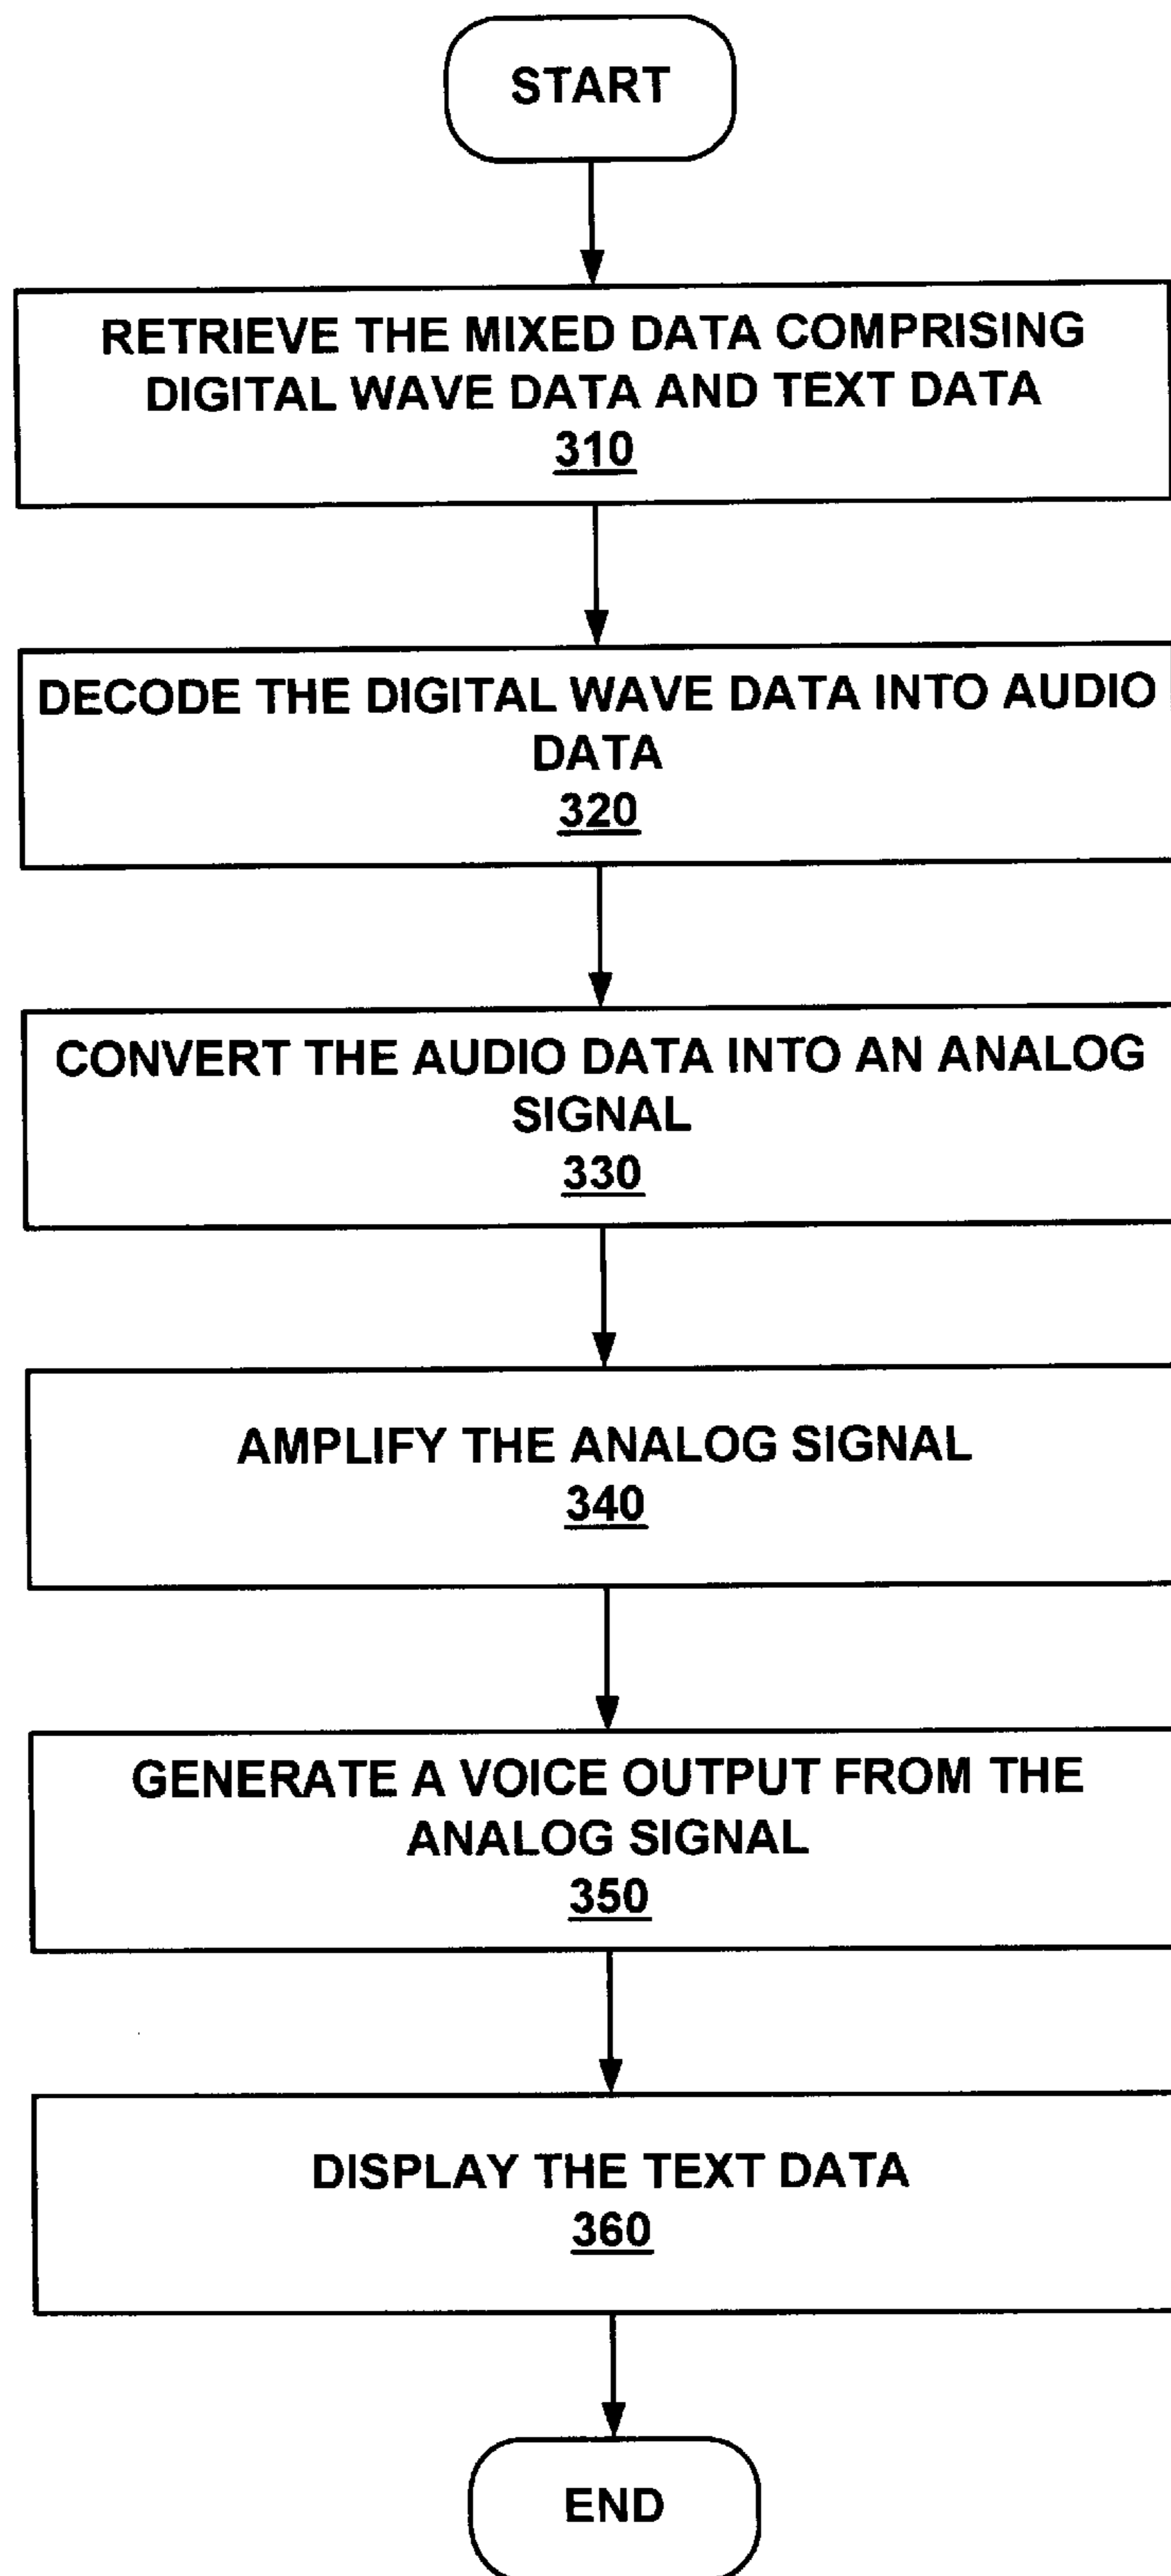 START
RETRIEVE THE MIXED DATA COMPRISING
DIGITAL WAVE DATA AND TEXT DATA
310
DECODE THE DIGITAL WAVE DATA INTO AUDIO
DATA
320
CONVERT THE AUDIO DATA INTO AN ANALOG
SIGNAL
330
AMPLIFY THE ANALOG SIGNAL
340
GENERATE A VOICE OUTPUT FROM THE
ANALOG SIGNAL
350
DISPLAY THE TEXT DATA
360
END